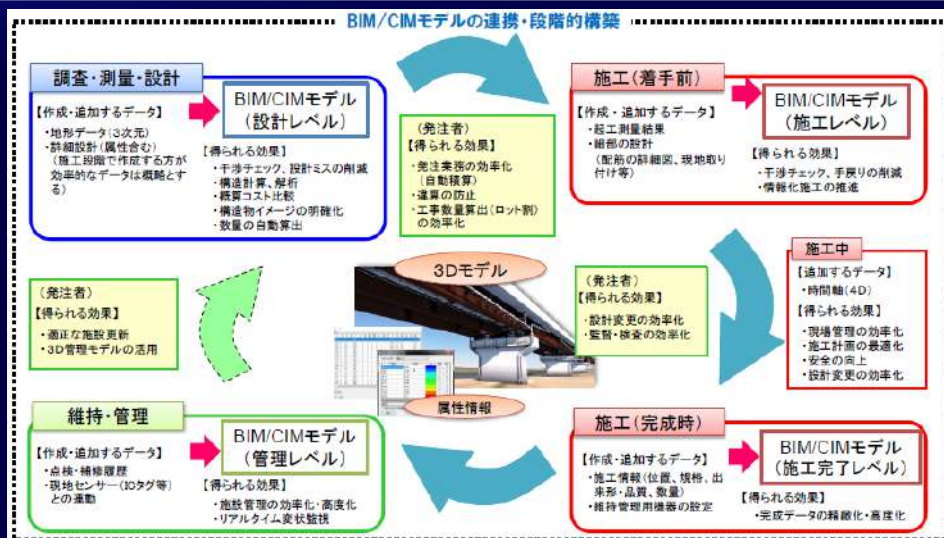 BIM/CIMモデルの連携・段階的構築
調査・測量・設計
【作成・追加するデータ】
・地形データ(3次元)
・詳細設計(属性含む)
(施工段階で作成する方が
効率的なデータは概略とす
る)
BIM/CIMモデル
(設計レベル)
【得られる効果】
・干渉チェック、設計ミスの削減
・構造計算、解析
・概算コスト比較
・構造物イメージの明確化
・数量の自動算出
(発注者)
【得られる効果】
・発注業務の効率化
(自動積算)
・違算の防止
・工事数量算出(ロット割)
の効率化
施工(着手前)
【作成・追加するデータ】
・起工測量結果
・細部の設計
(配筋の詳細図、現地取り
付け等)
BIM/CIMモデル
(施工レベル)
【得られる効果】
・干渉チェック、手戻りの削減
・情報化施工の推進
施工中
【追加するデータ】
・時間軸(4D)
【得られる効果】
・現場管理の効率化
・施工計画の最適化
・安全の向上
・設計変更の効率化
(発注者)
【得られる効果】
・設計変更の効率化
・監督・検査の効率化
3Dモデル
属性情報
(発注者)
【得られる効果】
・適正な施設更新
・3D管理モデルの活用
維持・管理
【作成・追加するデータ】
・点検・補修履歴
・現地センサー(ICタグ等)
との連動
BIM/CIMモデル
(管理レベル)
【得られる効果】
・施設管理の効率化・高度化
・リアルタイム変状監視
施工(完成時)
【作成・追加するデータ】
・施工情報(位置、規格、出
来形・品質、数量)
・維持管理用機器の設定
BIM/CIMモデル
(施工完了レベル)
【得られる効果】
・完成データの精緻化・高度化